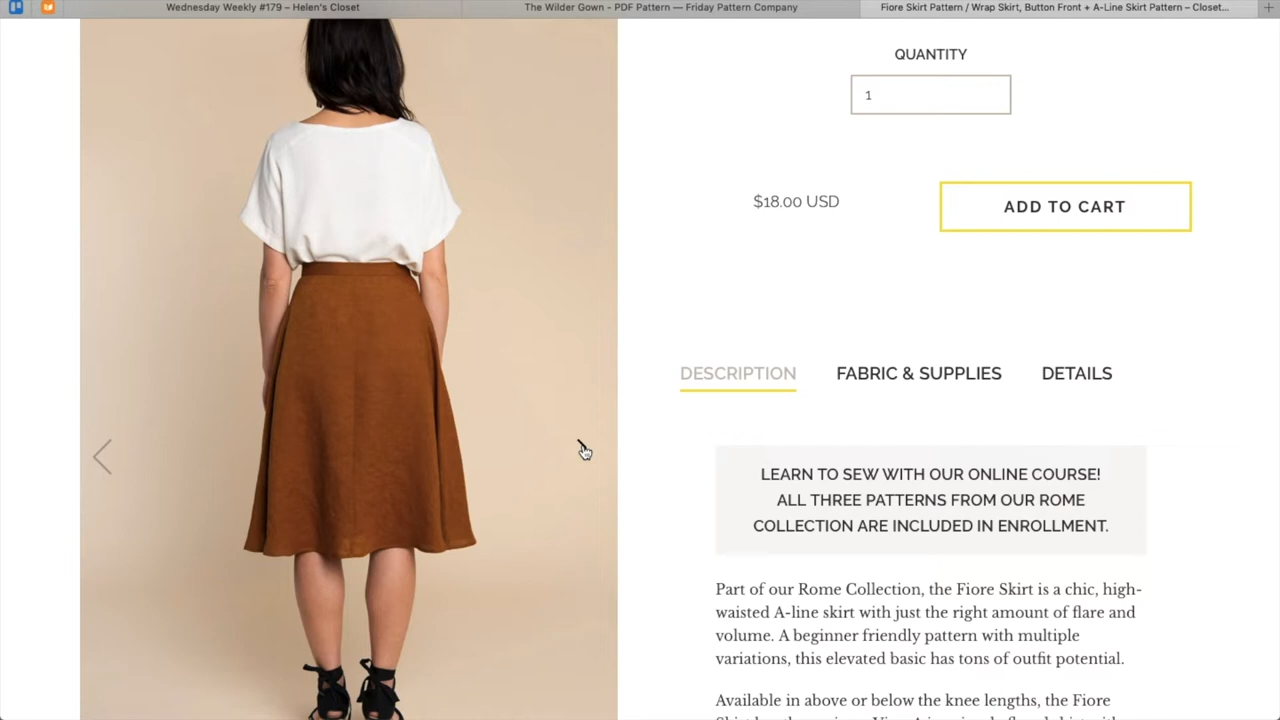 Wednesday Weekly #179 – Helen's Closet
The Wilder Gown - PDF Pattern — Friday Pattern Company
Fiore Skirt Pattern / Wrap Skirt, Button Front + A-Line Skirt Pattern – Closet...
QUANTITY
1
$18.00 USD
ADD TO CART
DESCRIPTION
FABRIC & SUPPLIES
DETAILS
LEARN TO SEW WITH OUR ONLINE COURSE!
ALL THREE PATTERNS FROM OUR ROME
COLLECTION ARE INCLUDED IN ENROLLMENT.
Part of our Rome Collection, the Fiore Skirt is a chic, high-
waisted A-line skirt with just the right amount of flare and
volume. A beginner friendly pattern with multiple
variations, this elevated basic has tons of outfit potential.
Available in above or below the knee lengths, the Fiore